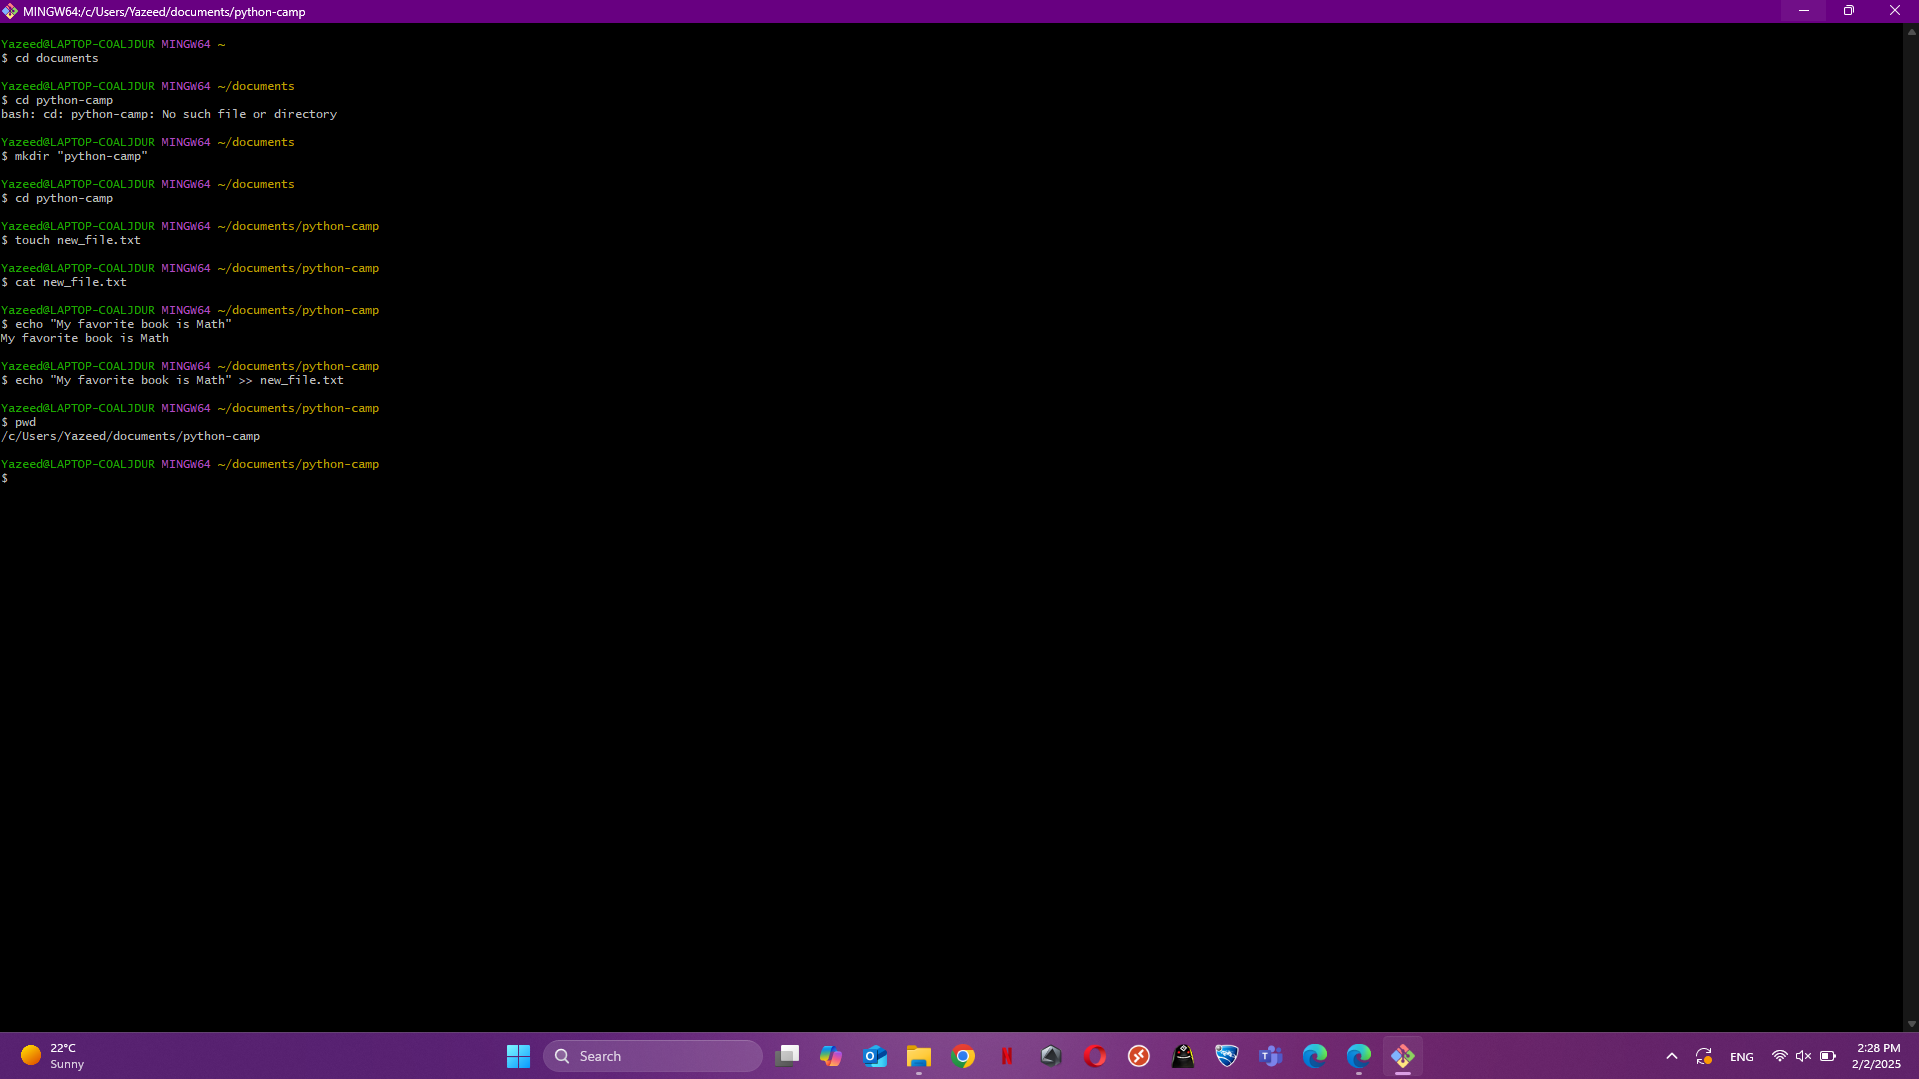 MINGW64:/c/Users/Yazeed/documents/python-camp
Yazeed@LAPTOP-COALJDUR MINGW64 ~
$ cd documents
Yazeed@LAPTOP-COALJDUR MINGW64 ~/documents
$ cd python-camp
bash: cd: python-camp: No such file or directory
Yazeed@LAPTOP-COALJDUR MINGW64 ~/documents
$ mkdir "python-camp"
Yazeed@LAPTOP-COALJDUR MINGW64 ~/documents
$ cd python-camp
Yazeed@LAPTOP-COALJDUR MINGW64 ~/documents/python-camp
$ touch new_file.txt
Yazeed@LAPTOP-COALJDUR MINGW64 ~/documents/python-camp
$ cat new_file.txt
Yazeed@LAPTOP-COALJDUR MINGW64 ~/documents/python-camp
$ echo "My favorite book is Math"
My favorite book is Math
Yazeed@LAPTOP-COALJDUR MINGW64 ~/documents/python-camp
$ echo "My favorite book is Math" >> new_file.txt
Yazeed@LAPTOP-COALJDUR MINGW64 ~/documents/python-camp
$ pwd
/c/Users/Yazeed/documents/python-camp
Yazeed@LAPTOP-COALJDUR MINGW64 ~/documents/python-camp
$
22°C
Sunny
Search
ENG
2:28 PM
2/2/2025